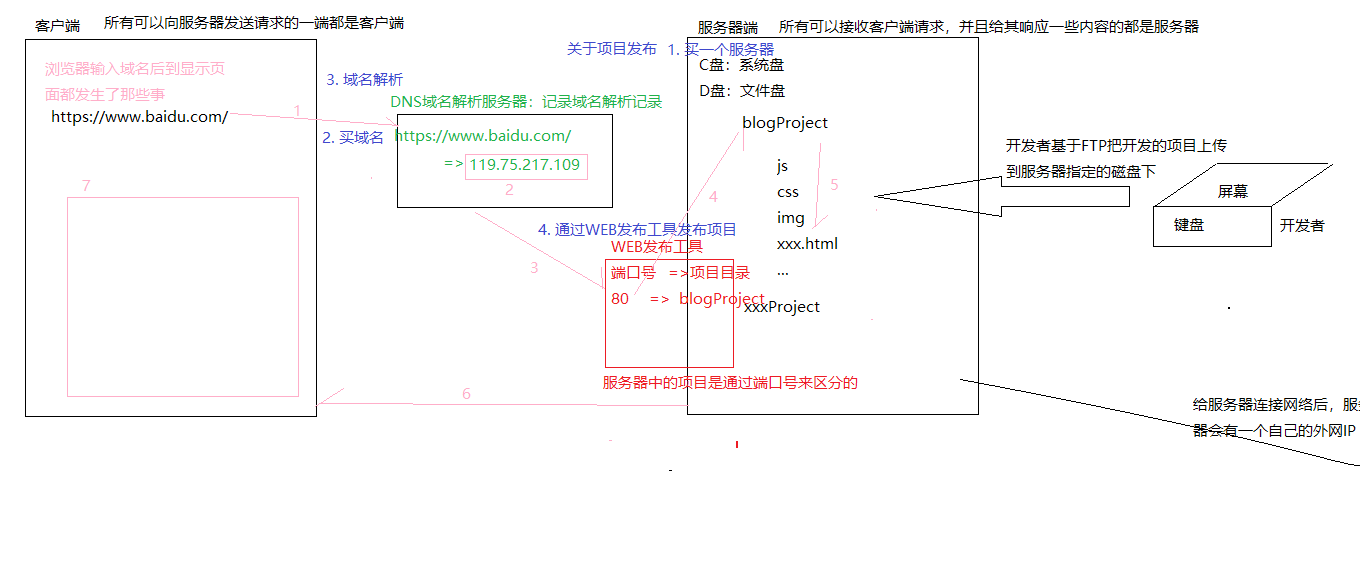 客户端
所有可以向服务器发送请求的一端都是客户端
浏览器输入域名后到显示页
面都发生了那些事
https://www.baidu.com/
1
7
3. 域名解析
DNS域名解析服务器：记录域名解析记录
2. 买域名
https://www.baidu.com/
=>
119.75.217.109
2
关于项目发布
1. 买一个服务器
服务器端
所有可以接收客户端请求，并且给其响应一些内容的都是服务器
C盘：系统盘
D盘：文件盘
blogProject
js
css
img
xxx.html
...
xxxProject
4
5
3
4. 通过WEB发布工具发布项目
WEB发布工具
端口号 =>项目目录
80 => blogProject
服务器中的项目是通过端口号来区分的
6
开发者基于FTP把开发的项目上传
到服务器指定的磁盘下
屏幕
键盘
开发者
给服务器连接网络后，服
器会有一个自己的外网IP